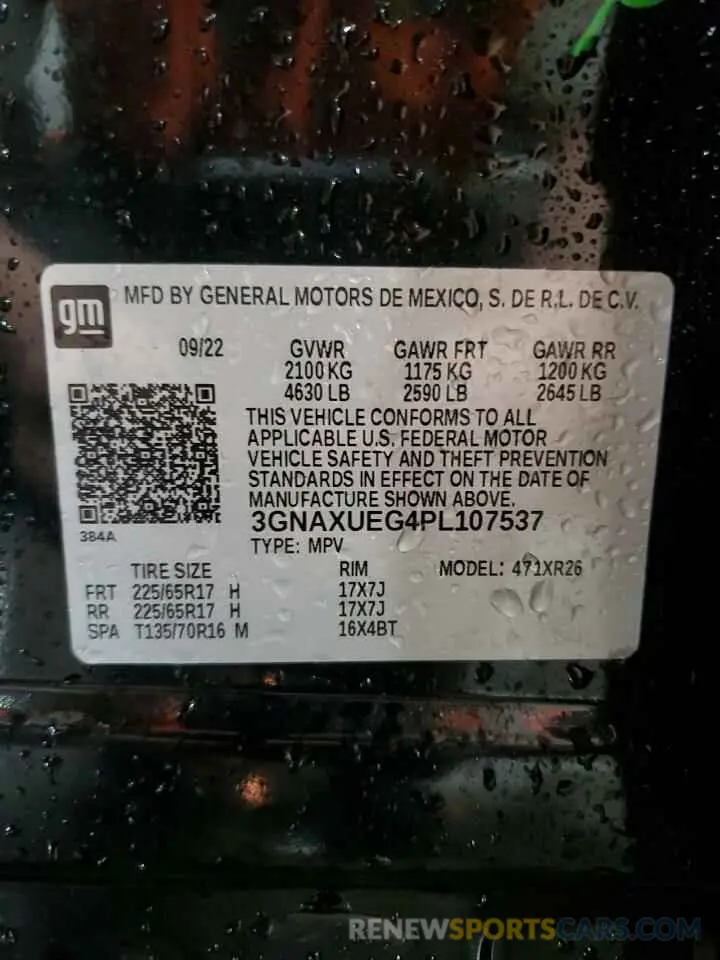 gm MFD BY GENERAL MOTORS DE MEXICO, S. DE R.L. DE C.V.
09/22 GVWR GAWR FRT GAWR RR
2100 KG 1175 KG 1200 KG
4630 LB 2590 LB 2645 LB
THIS VEHICLE CONFORMS TO ALL
APPLICABLE U.S. FEDERAL MOTOR
VEHICLE SAFETY AND THEFT PREVENTION
STANDARDS IN EFFECT ON THE DATE OF
MANUFACTURE SHOWN ABOVE.
3GNAXUEG4PL107537
384A
TYPE: MPV
TIRE SIZE RIM MODEL: 471XR26
FRT 225/65R17 H 17X7J
RR 225/65R17 H 17X7J
SPA T135/70R16 M 16X4BT
RENEWSPORTSCARS.COM